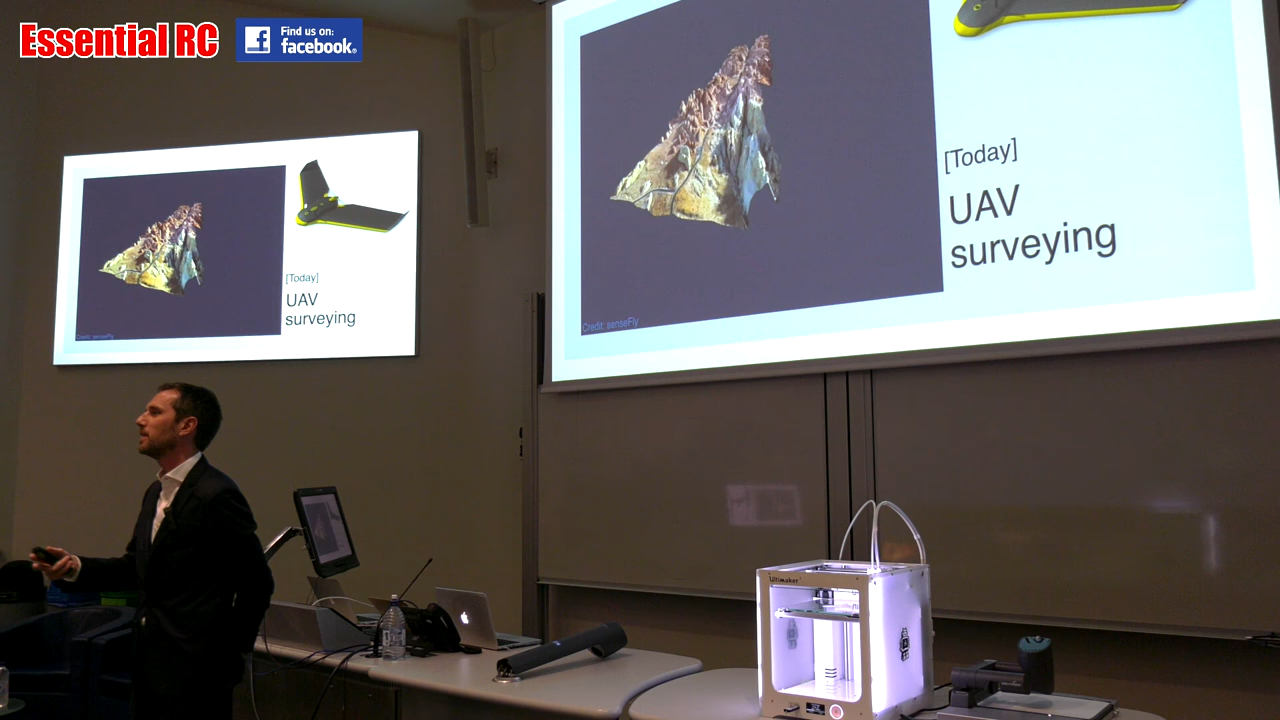 Essential RC
Find us on:
facebook®
[Today]
UAV
surveying
Credit: senseFly
[Today]
UAV
surveying
Credit: senseFly
Ultimaker